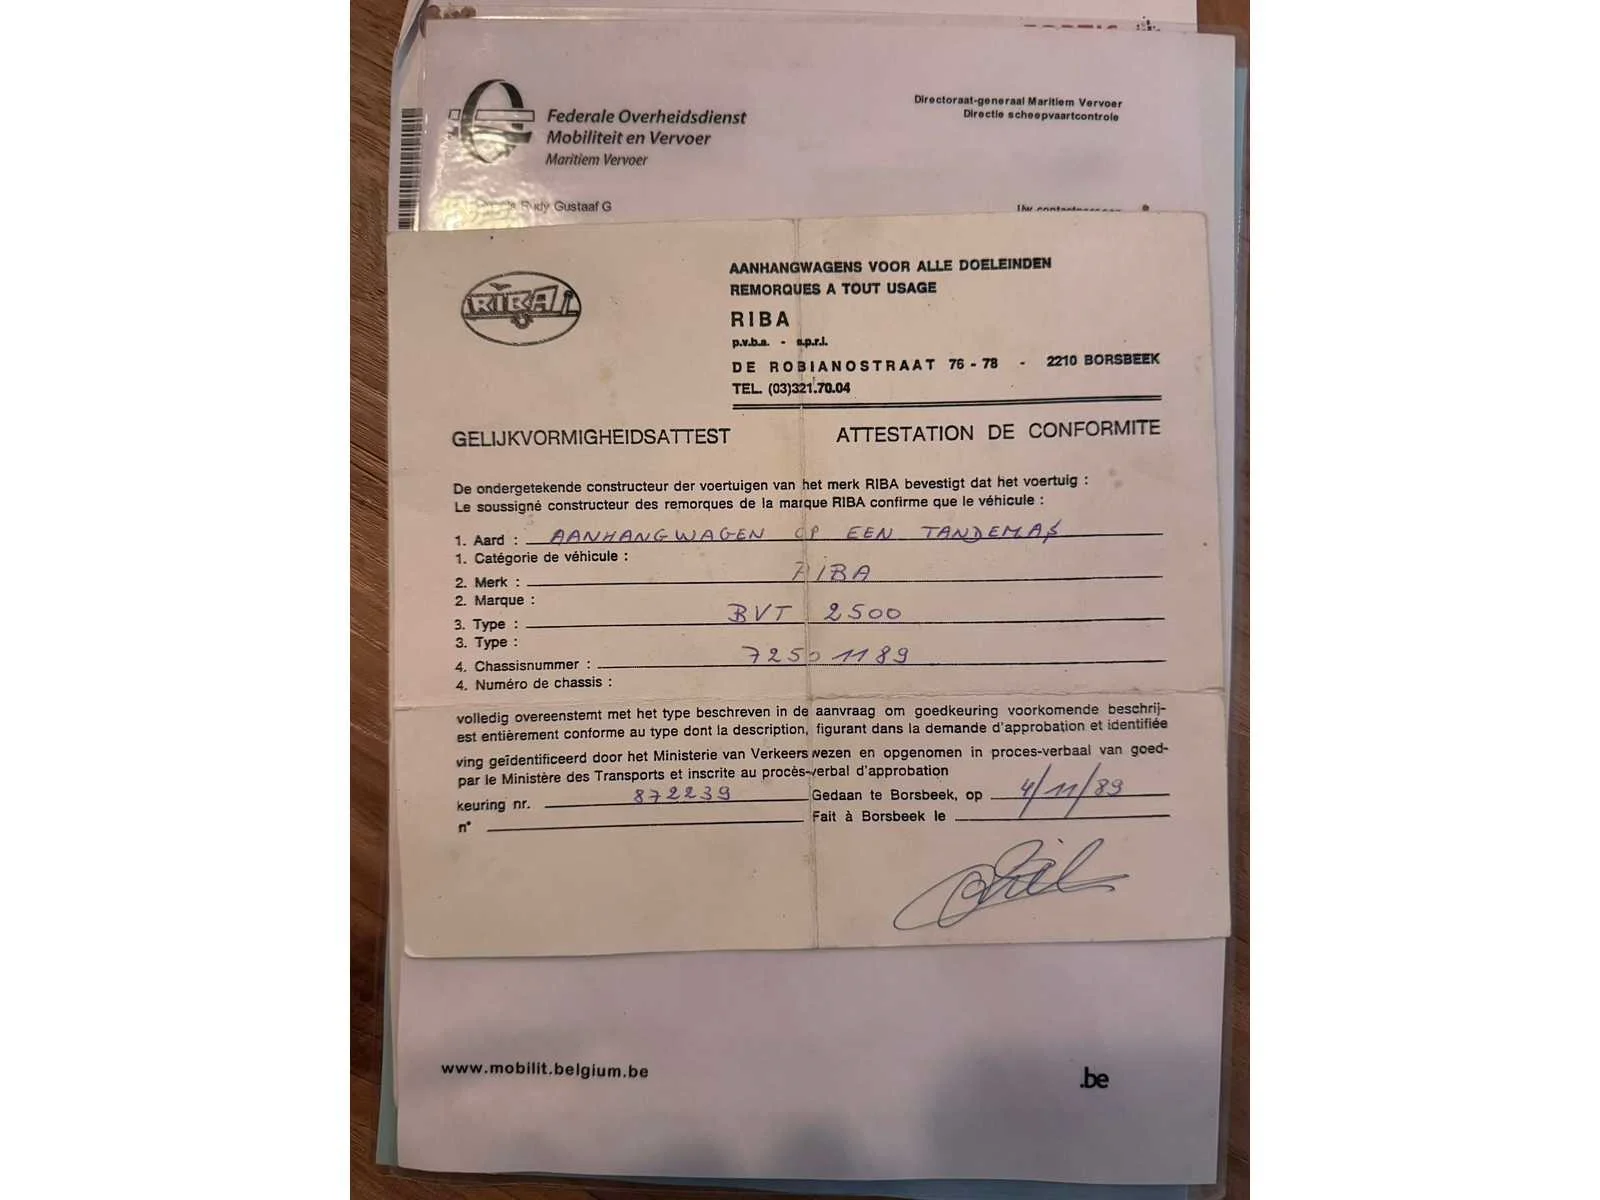 Federale Overheidsdienst
Mobiliteit en Vervoer
Maritiem Vervoer
Directoraat-generaal Maritiem Vervoer
Directie scheepvaartcontrole
Rudy Gustaaf G
Uw
RIBA
AANHANGWAGENS VOOR ALLE DOELEINDEN
REMORQUES A TOUT USAGE
RIBA
p.v.b.a. - s.p.r.l.
DE ROBIANOSTRAAT 76-78 - 2210 BORSBEEK
TEL. (03)321.70.04
GELIJKVORMIGHEIDSATTEST ATTESTATION DE CONFORMITE
De ondergetekende constructeur der voertuigen van het merk RIBA bevestigt dat het voertuig :
Le soussigné constructeur des remorques de la marque RIBA confirme que le véhicule :
1. Aard : AANHANGWAGEN OP EEN TANDEMAS
1. Catégorie de véhicule :
2. Merk : RIBA
2. Marque :
3. Type : BVT 2500
3. Type :
4. Chassisnummer : 72501189
4. Numéro de chassis :
volledig overeenstemt met het type beschreven in de aanvraag om goedkeuring voorkomende beschrij-
est entièrement conforme au type dont la description, figurant dans la demande d'approbation et identifiée
ving geïdentificeerd door het Ministerie van Verkeerswezen en opgenomen in proces-verbaal van goed-
par le Ministère des Transports et inscrite au procès-verbal d'approbation
keuring nr. 872239 Gedaan te Borsbeek, op 4/11/89
n° Fait à Borsbeek le
www.mobilit.belgium.be
.be